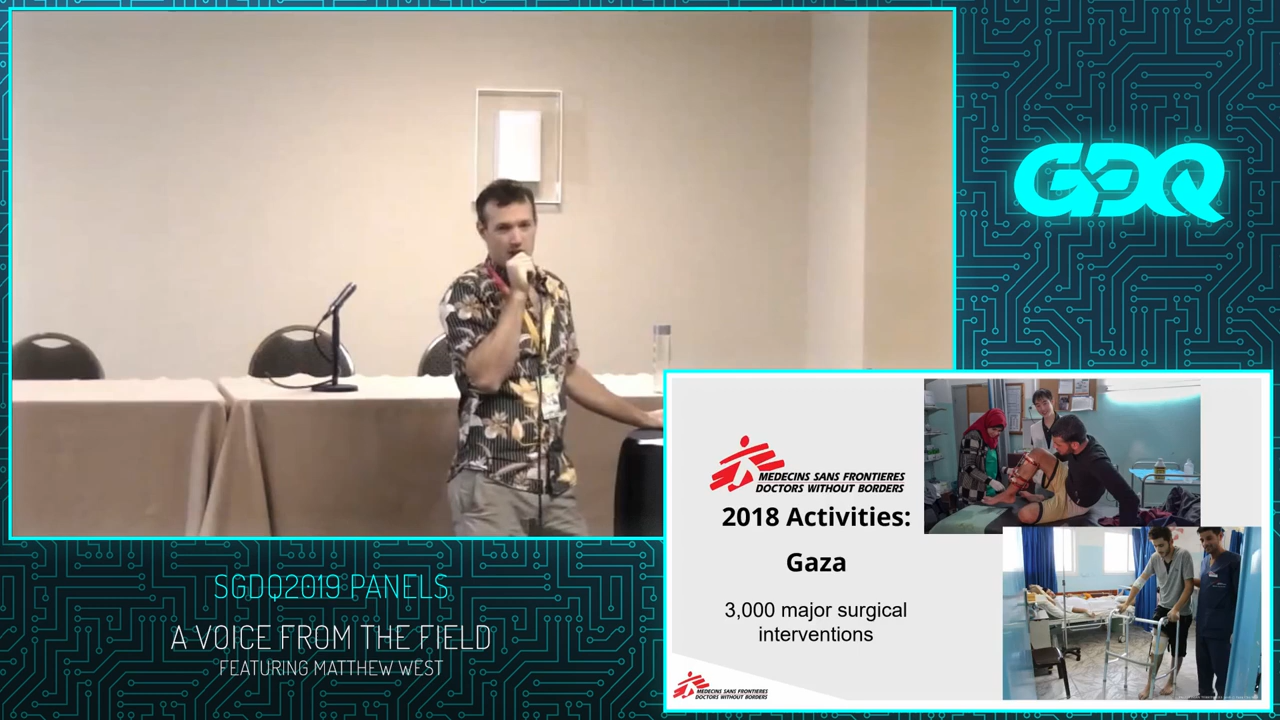 GDQ
MEDECINS SANS FRONTIERES
DOCTORS WITHOUT BORDERS
2018 Activities:
Gaza
3,000 major surgical
interventions
MEDECINS SANS FRONTIERES
DOCTORS WITHOUT BORDERS
SGDQ2019 PANELS
A VOICE FROM THE FIELD
FEATURING MATTHEW WEST